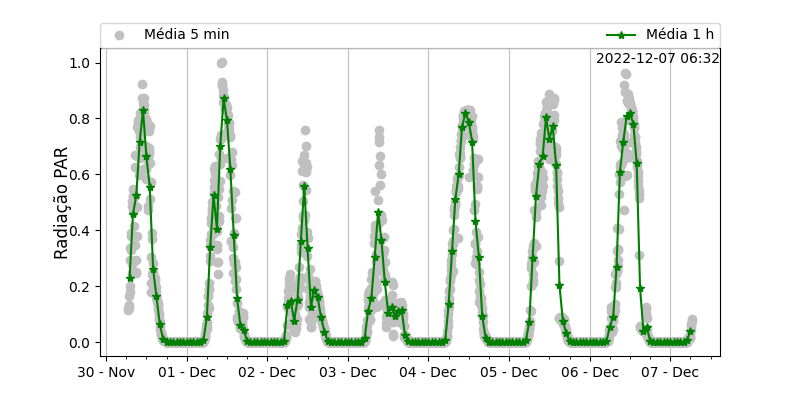 Média 5 min
Média 1 h
2022-12-07 06:32
Radiação PAR
1.0
0.8
0.6
0.4
0.2
0.0
30 - Nov
01 - Dec
02 - Dec
03 - Dec
04 - Dec
05 - Dec
06 - Dec
07 - Dec